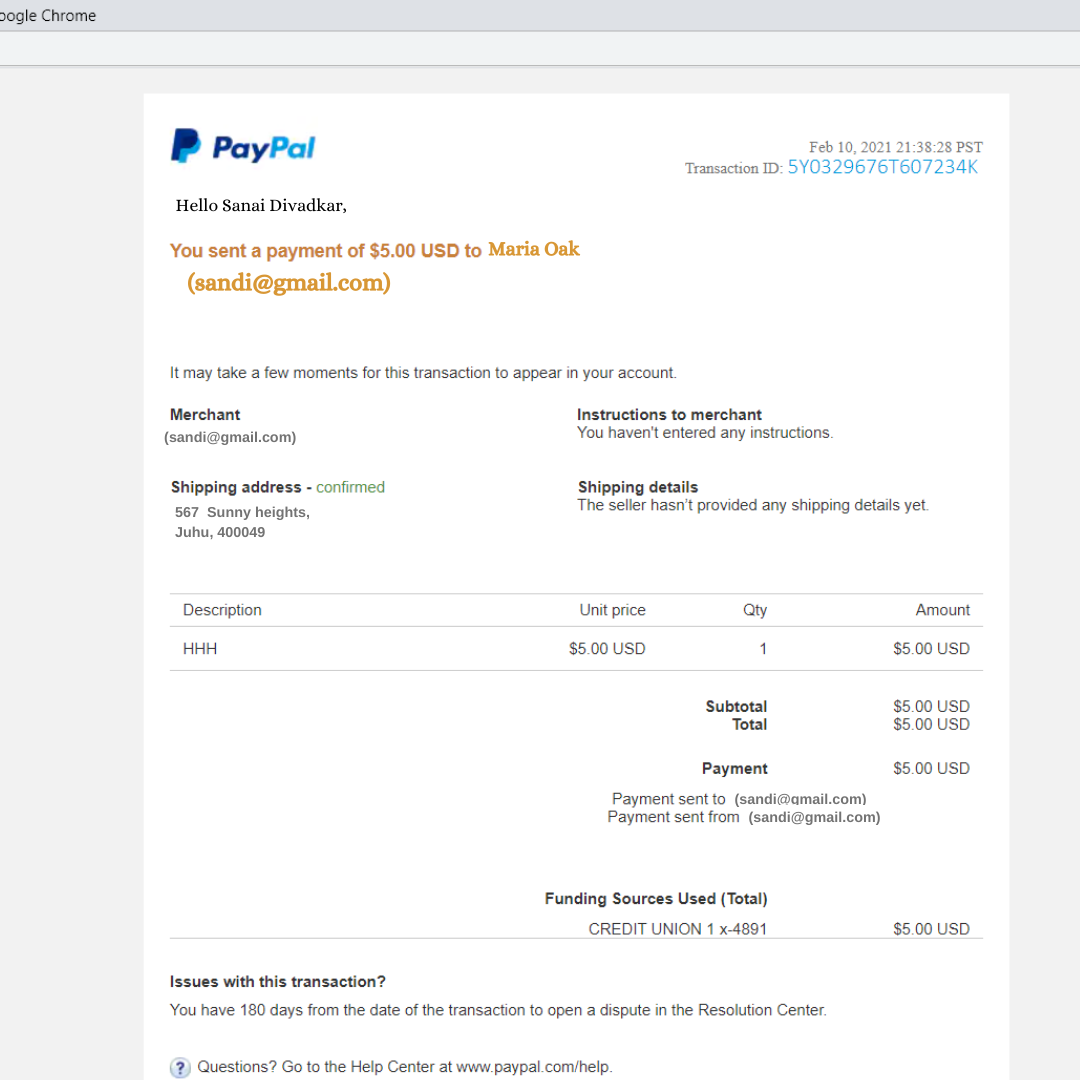 oogle Chrome
PayPal
Feb 10, 2021 21:38:28 PST
Transaction ID: 5Y0329676T607234K
Hello Sanai Divadkar,
You sent a payment of $5.00 USD to Maria Oak
(sandi@gmail.com)
It may take a few moments for this transaction to appear in your account.
Merchant
(sandi@gmail.com)
Instructions to merchant
You haven't entered any instructions.
Shipping address - confirmed
567 Sunny heights,
Juhu, 400049
Shipping details
The seller hasn't provided any shipping details yet.
Description Unit price Qty Amount
HHH $5.00 USD 1 $5.00 USD
Subtotal $5.00 USD
Total $5.00 USD
Payment $5.00 USD
Payment sent to (sandi@gmail.com)
Payment sent from (sandi@gmail.com)
Funding Sources Used (Total)
CREDIT UNION 1 x-4891 $5.00 USD
Issues with this transaction?
You have 180 days from the date of the transaction to open a dispute in the Resolution Center.
? Questions? Go to the Help Center at www.paypal.com/help.